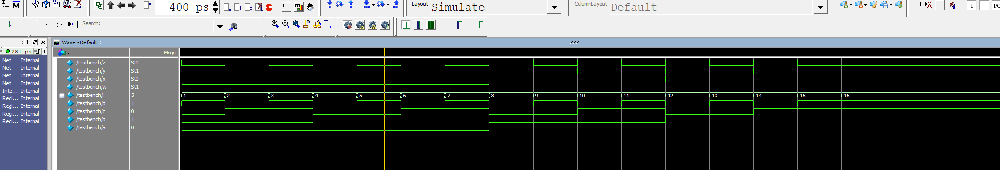 400 ps
Layout Simulate
ColumnLayout Default
Search:
281 ps
Wave - Default
Msgs
Net Internal
Net Internal
Net Internal
Net Internal
Inte... Internal
Regi... Internal
Regi... Internal
Regi... Internal
Regi... Internal
/testbench/z St0
/testbench/y St1
/testbench/x St0
/testbench/w St1
/testbench/i 5 1 2 3 4 5 6 7 8 9 10 11 12 13 14 15 16
/testbench/d 1
/testbench/c 0
/testbench/b 1
/testbench/a 0